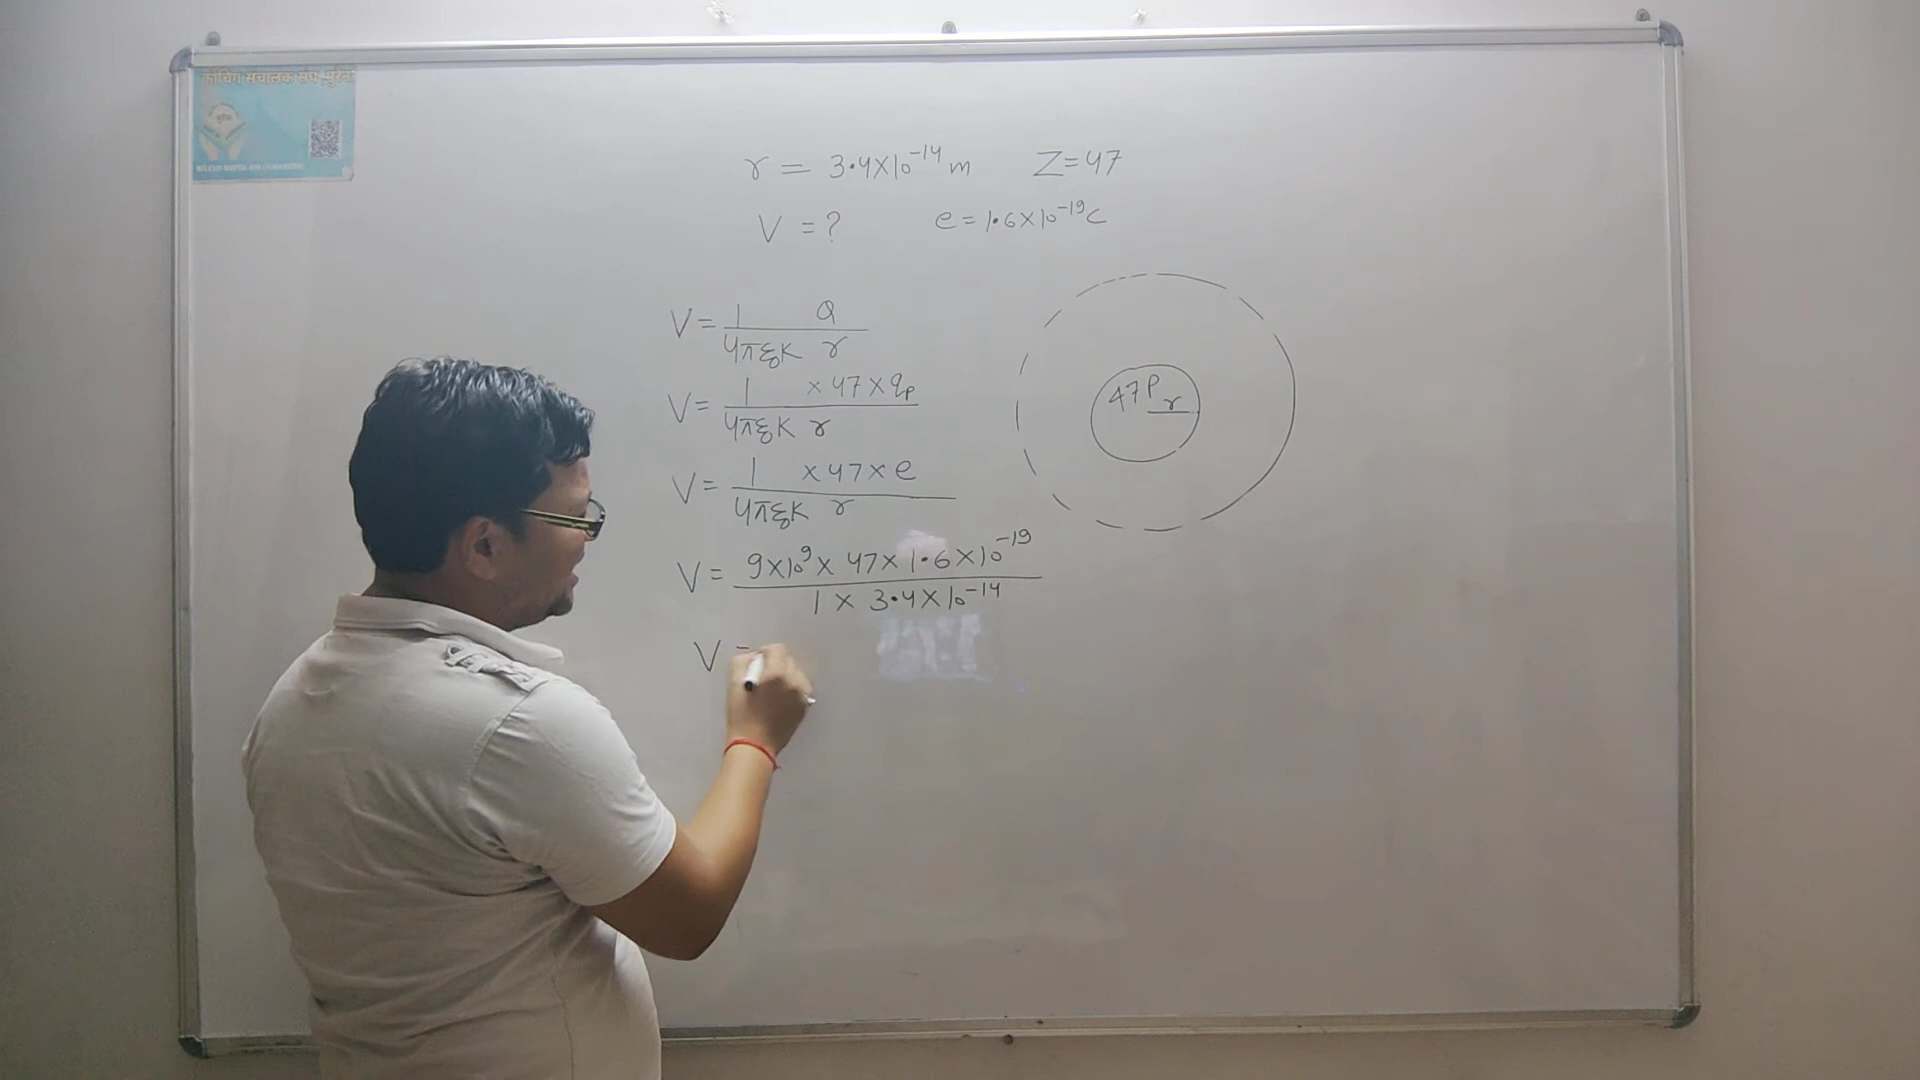 कोचिंग संचालक संघ, मुरैना
r = 3.4×10⁻¹⁴ m Z=47
V = ? e = 1.6×10⁻¹⁹ C
V = 1 Q / 4πε₀K r
V = 1 × 47 × qₚ / 4πε₀K r
V = 1 × 47 × e / 4πε₀K r
V = 9×10⁹ × 47 × 1.6×10⁻¹⁹ / 1 × 3.4×10⁻¹⁴
V =
47P
r